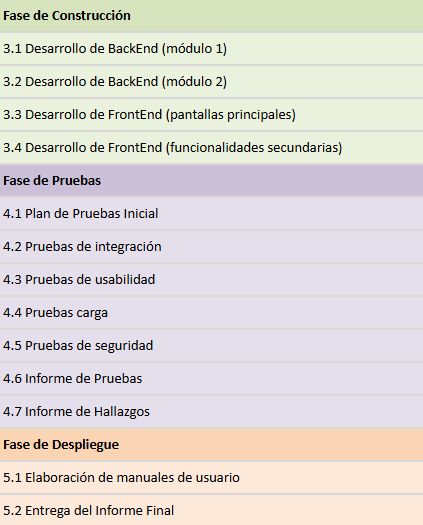 Fase de Construcción
3.1 Desarrollo de BackEnd (módulo 1)
3.2 Desarrollo de BackEnd (módulo 2)
3.3 Desarrollo de FrontEnd (pantallas principales)
3.4 Desarrollo de FrontEnd (funcionalidades secundarias)
Fase de Pruebas
4.1 Plan de Pruebas Inicial
4.2 Pruebas de integración
4.3 Pruebas de usabilidad
4.4 Pruebas carga
4.5 Pruebas de seguridad
4.6 Informe de Pruebas
4.7 Informe de Hallazgos
Fase de Despliegue
5.1 Elaboración de manuales de usuario
5.2 Entrega del Informe Final